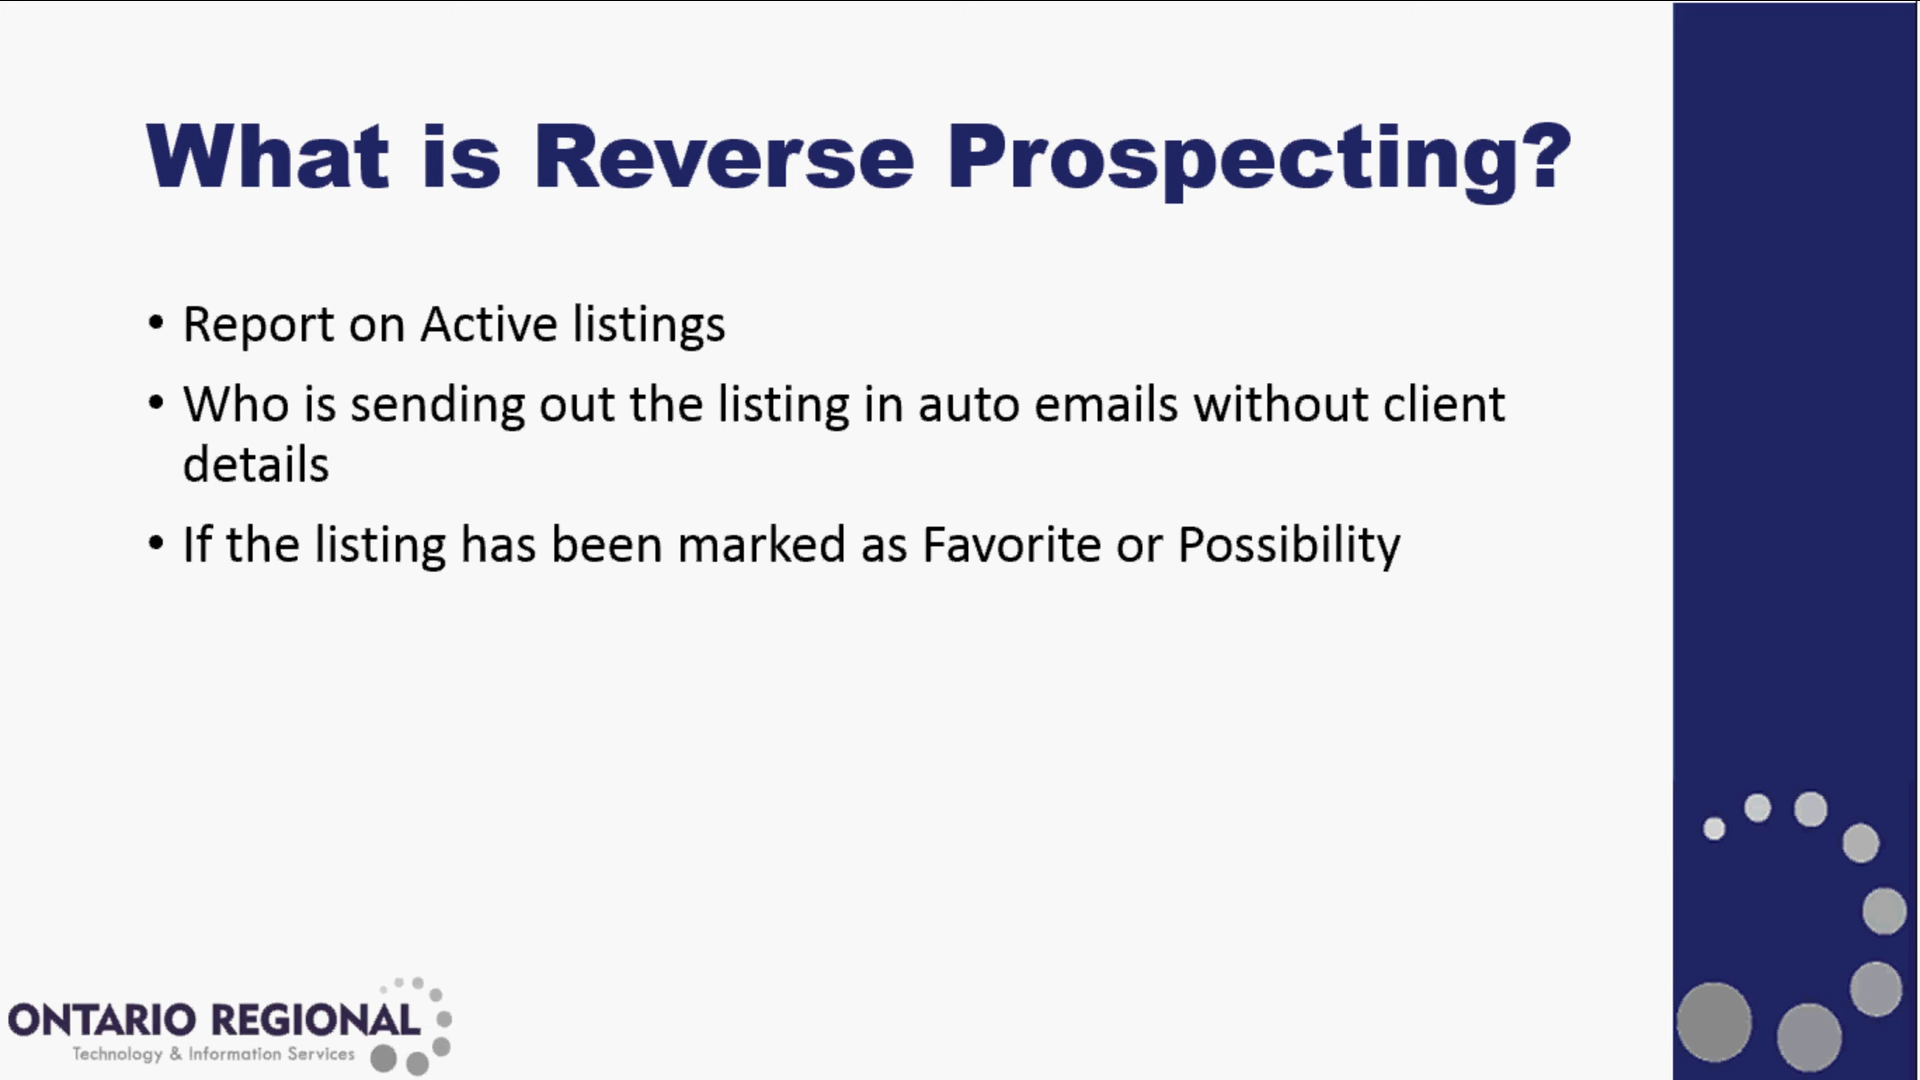 What is Reverse Prospecting?
• Report on Active listings
• Who is sending out the listing in auto emails without client
details
• If the listing has been marked as Favorite or Possibility
ONTARIO REGIONAL
Technology & Information Services